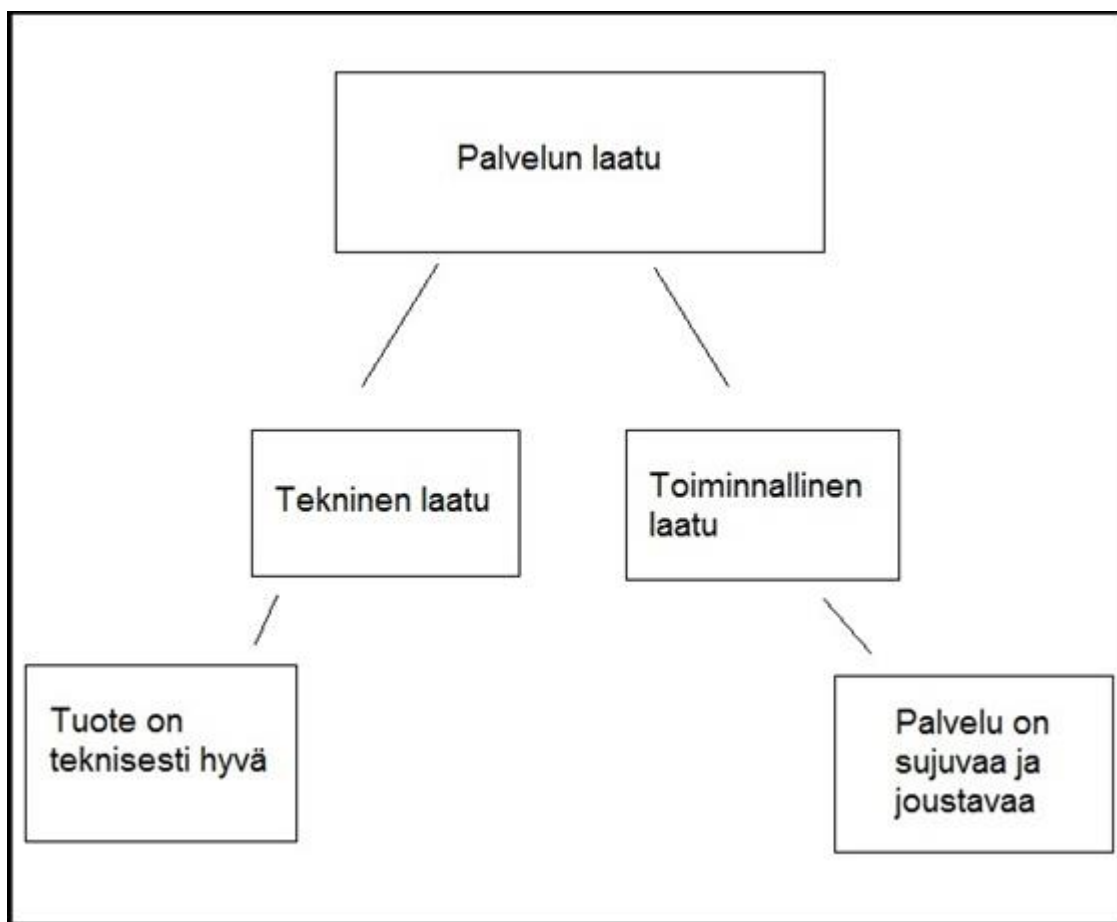 Palvelun laatu
Tekninen laatu
Toiminnallinen
laatu
Tuote on
teknisesti hyvä
Palvelu on
sujuvaa ja
joustavaa